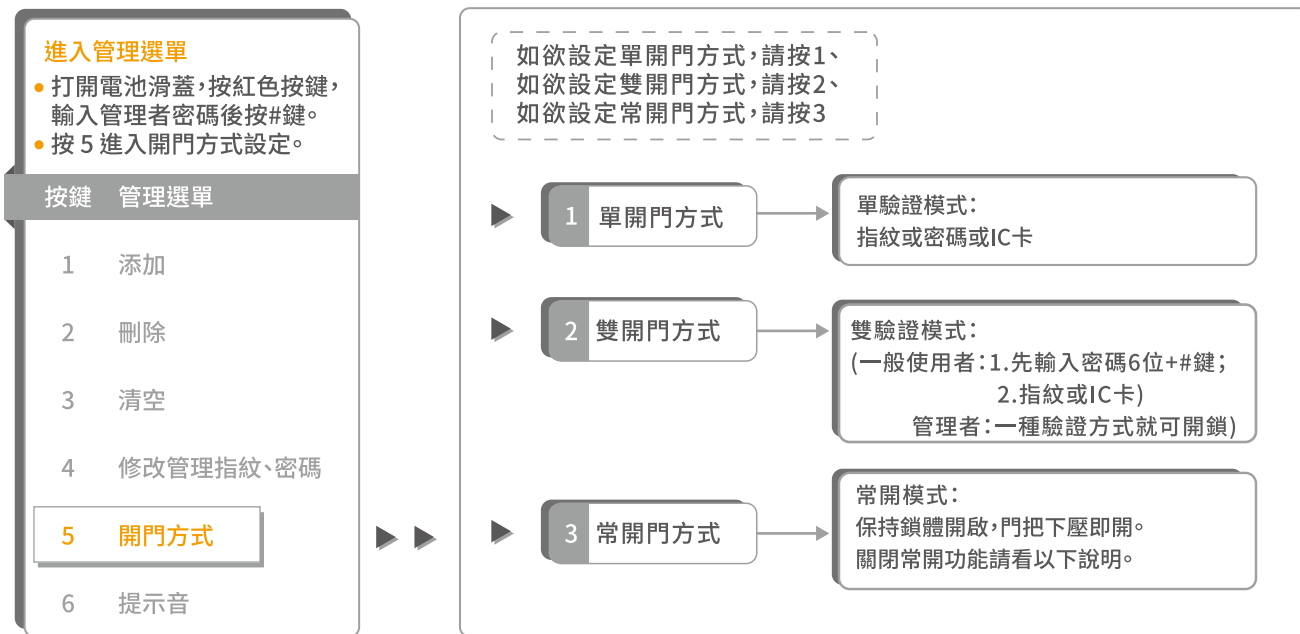 進入管理選單
• 打開電池滑蓋，按紅色按鍵，
輸入管理者密碼後按#鍵。
• 按 5 進入開門方式設定。
按鍵 管理選單
1 添加
2 刪除
3 清空
4 修改管理指紋、密碼
5 開門方式
6 提示音
如欲設定單開門方式，請按1、
如欲設定雙開門方式，請按2、
如欲設定常開門方式，請按3
1 單開門方式
單驗證模式：
指紋或密碼或IC卡
2 雙開門方式
雙驗證模式：
(一般使用者：1.先輸入密碼6位+#鍵；
2.指紋或IC卡)
管理者：一種驗證方式就可開鎖)
3 常開門方式
常開模式：
保持鎖體開啟，門把下壓即開。
關閉常開功能請看以下說明。